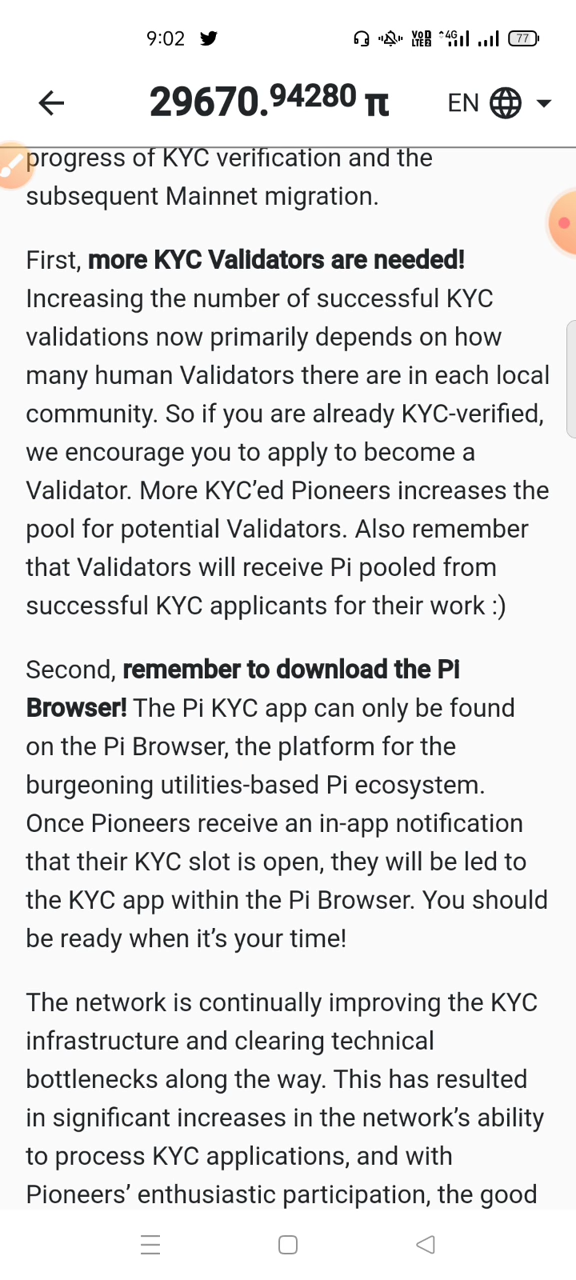 9:02 VoD LTE2 4G 77
29670.94280 π EN
progress of KYC verification and the
subsequent Mainnet migration.
First, more KYC Validators are needed!
Increasing the number of successful KYC
validations now primarily depends on how
many human Validators there are in each local
community. So if you are already KYC-verified,
we encourage you to apply to become a
Validator. More KYC’ed Pioneers increases the
pool for potential Validators. Also remember
that Validators will receive Pi pooled from
successful KYC applicants for their work :)
Second, remember to download the Pi
Browser! The Pi KYC app can only be found
on the Pi Browser, the platform for the
burgeoning utilities-based Pi ecosystem.
Once Pioneers receive an in-app notification
that their KYC slot is open, they will be led to
the KYC app within the Pi Browser. You should
be ready when it’s your time!
The network is continually improving the KYC
infrastructure and clearing technical
bottlenecks along the way. This has resulted
in significant increases in the network’s ability
to process KYC applications, and with
Pioneers’ enthusiastic participation, the good